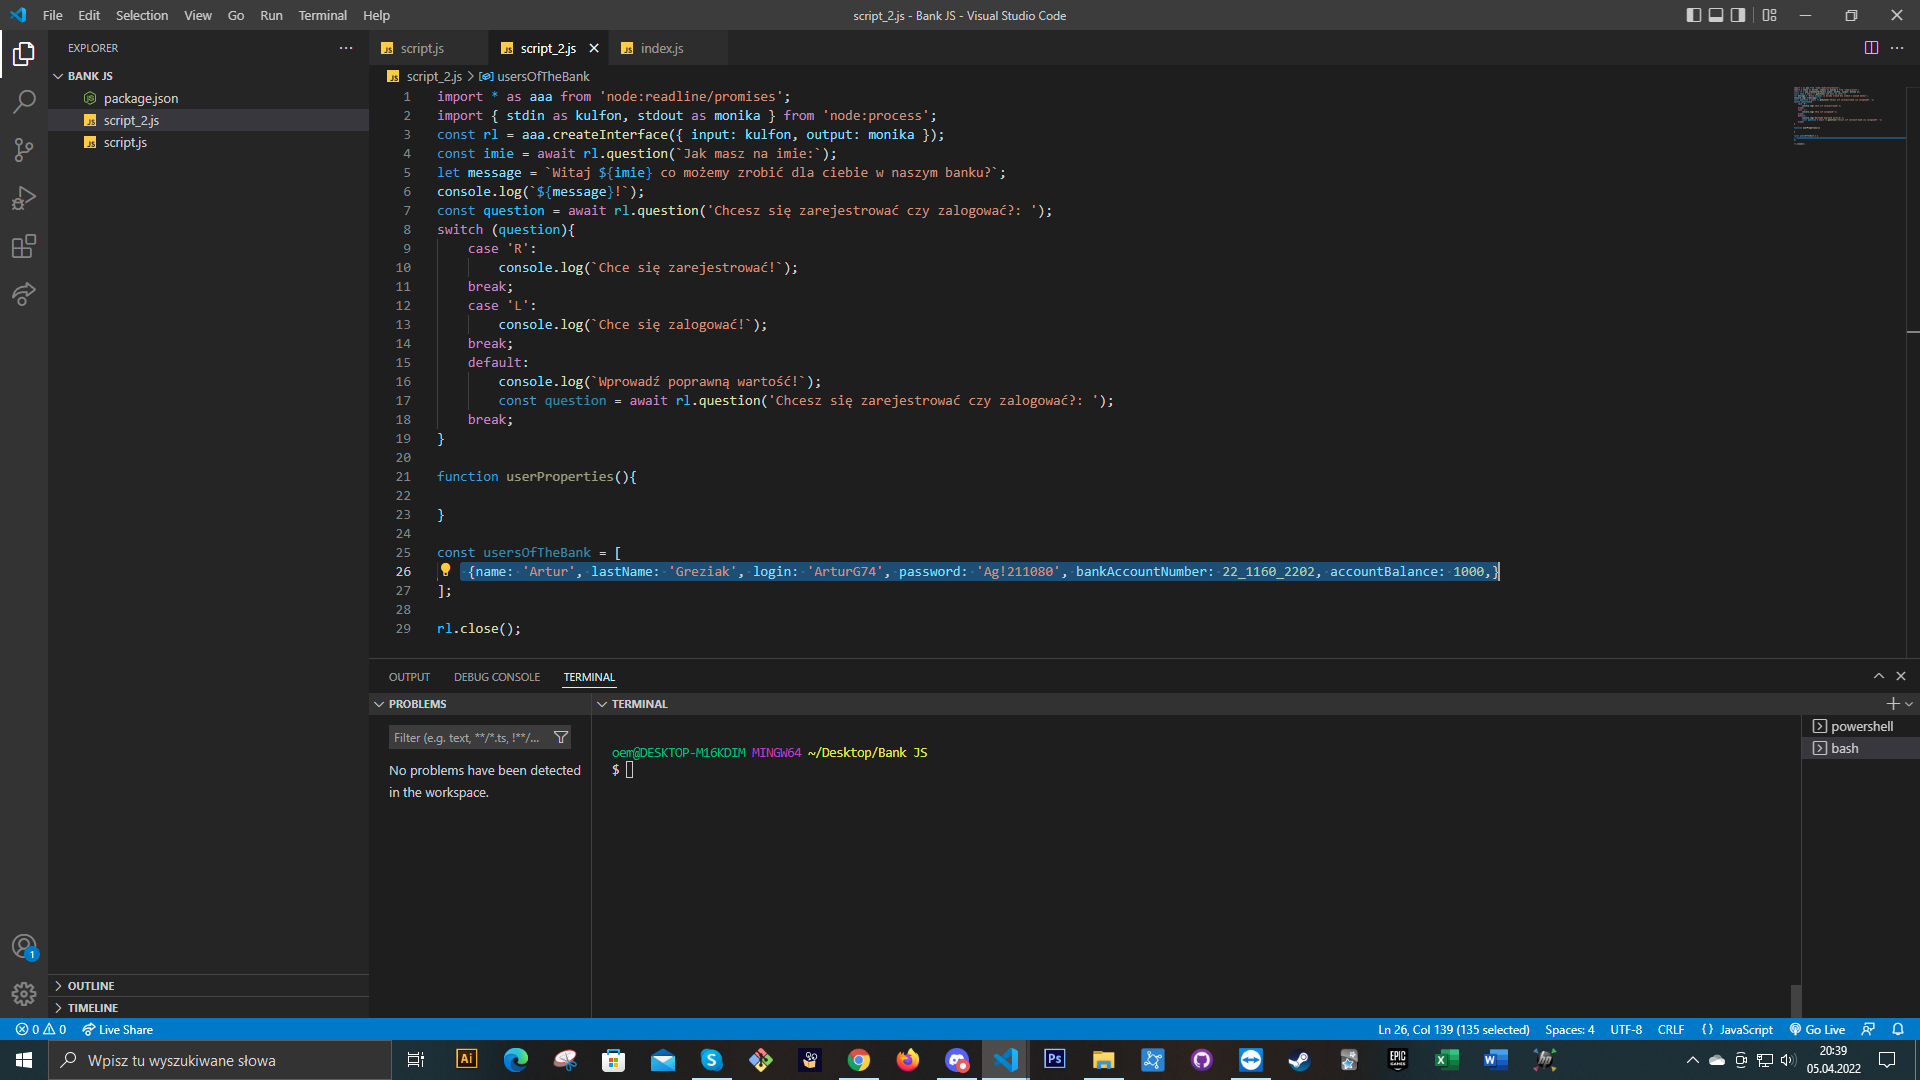 File Edit Selection View Go Run Terminal Help
script_2.js - Bank JS - Visual Studio Code
EXPLORER
BANK JS
package.json
script_2.js
script.js
OUTLINE
TIMELINE
script.js script_2.js index.js
script_2.js > usersOfTheBank
1 import * as aaa from 'node:readline/promises';
2 import { stdin as kulfon, stdout as monika } from 'node:process';
3 const rl = aaa.createInterface({ input: kulfon, output: monika });
4 const imie = await rl.question(`Jak masz na imie:`);
5 let message = `Witaj ${imie} co możemy zrobić dla ciebie w naszym banku?`;
6 console.log(`${message}!`);
7 const question = await rl.question('Chcesz się zarejestrować czy zalogować?: ');
8 switch (question){
9 case 'R':
10 console.log(`Chce się zarejestrować!`);
11 break;
12 case 'L':
13 console.log(`Chce się zalogować!`);
14 break;
15 default:
16 console.log(`Wprowadź poprawną wartość!`);
17 const question = await rl.question('Chcesz się zarejestrować czy zalogować?: ');
18 break;
19 }
20
21 function userProperties(){
22
23 }
24
25 const usersOfTheBank = [
26 {name: 'Artur', lastName: 'Greziak', login: 'ArturG74', password: 'Ag!211080', bankAccountNumber: 22_1160_2202, accountBalance: 1000,}
27 ];
28
29 rl.close();
OUTPUT DEBUG CONSOLE TERMINAL
PROBLEMS
Filter (e.g. text, **/*.ts, !**/...
No problems have been detected
in the workspace.
TERMINAL
oem@DESKTOP-M16KDIM MINGW64 ~/Desktop/Bank JS
$
powershell
bash
1
0 0 Live Share
Ln 26, Col 139 (135 selected) Spaces: 4 UTF-8 CRLF {} JavaScript Go Live
Wpisz tu wyszukiwane słowa
20:39
05.04.2022